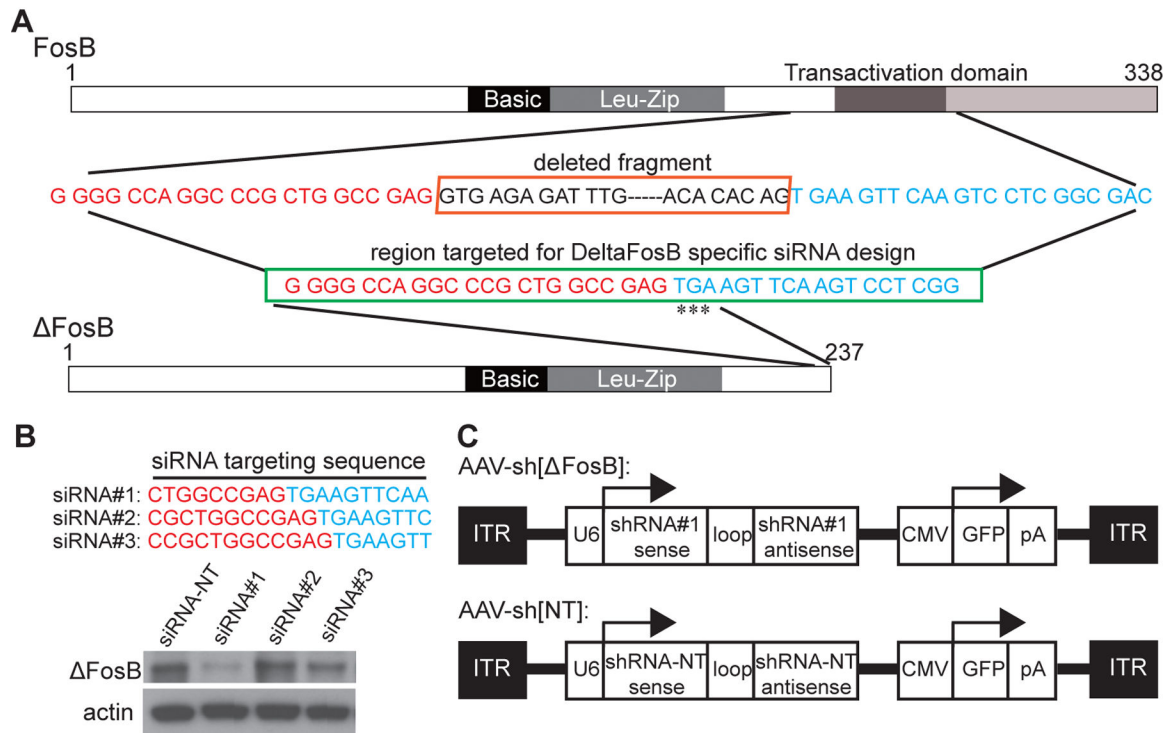 A
FosB
1 Transactivation domain 338
Basic Leu-Zip
deleted fragment
G GGG CCA GGC CCG CTG GCC GAG GTG AGA GAT TTG-----ACA CAC AGT GAA GTT CAA GTC CTC GGC GAC
region targeted for DeltaFosB specific siRNA design
G GGG CCA GGC CCG CTG GCC GAG TGA AGT TCA AGT CCT CGG
***
ΔFosB
1 237
Basic Leu-Zip
B
siRNA targeting sequence
siRNA#1: CTGGCCGAGTGAAGTTCAA
siRNA#2: CGCTGGCCGAGTGAAGTTC
siRNA#3: CCGCTGGCCGAGTGAAGTT
siRNA-NT siRNA#1 siRNA#2 siRNA#3
ΔFosB
actin
C
AAV-sh[ΔFosB]:
ITR U6 shRNA#1 sense loop shRNA#1 antisense CMV GFP pA ITR
AAV-sh[NT]:
ITR U6 shRNA-NT sense loop shRNA-NT antisense CMV GFP pA ITR